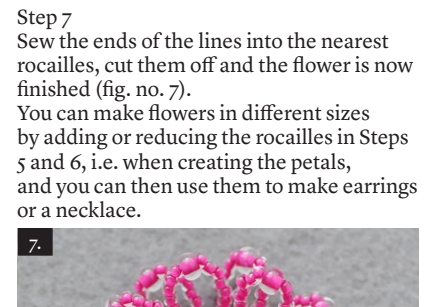 Step 7
Sew the ends of the lines into the nearest
rocailles, cut them off and the flower is now
finished (fig. no. 7).
You can make flowers in different sizes
by adding or reducing the rocailles in Steps
5 and 6, i.e. when creating the petals,
and you can then use them to make earrings
or a necklace.
7.